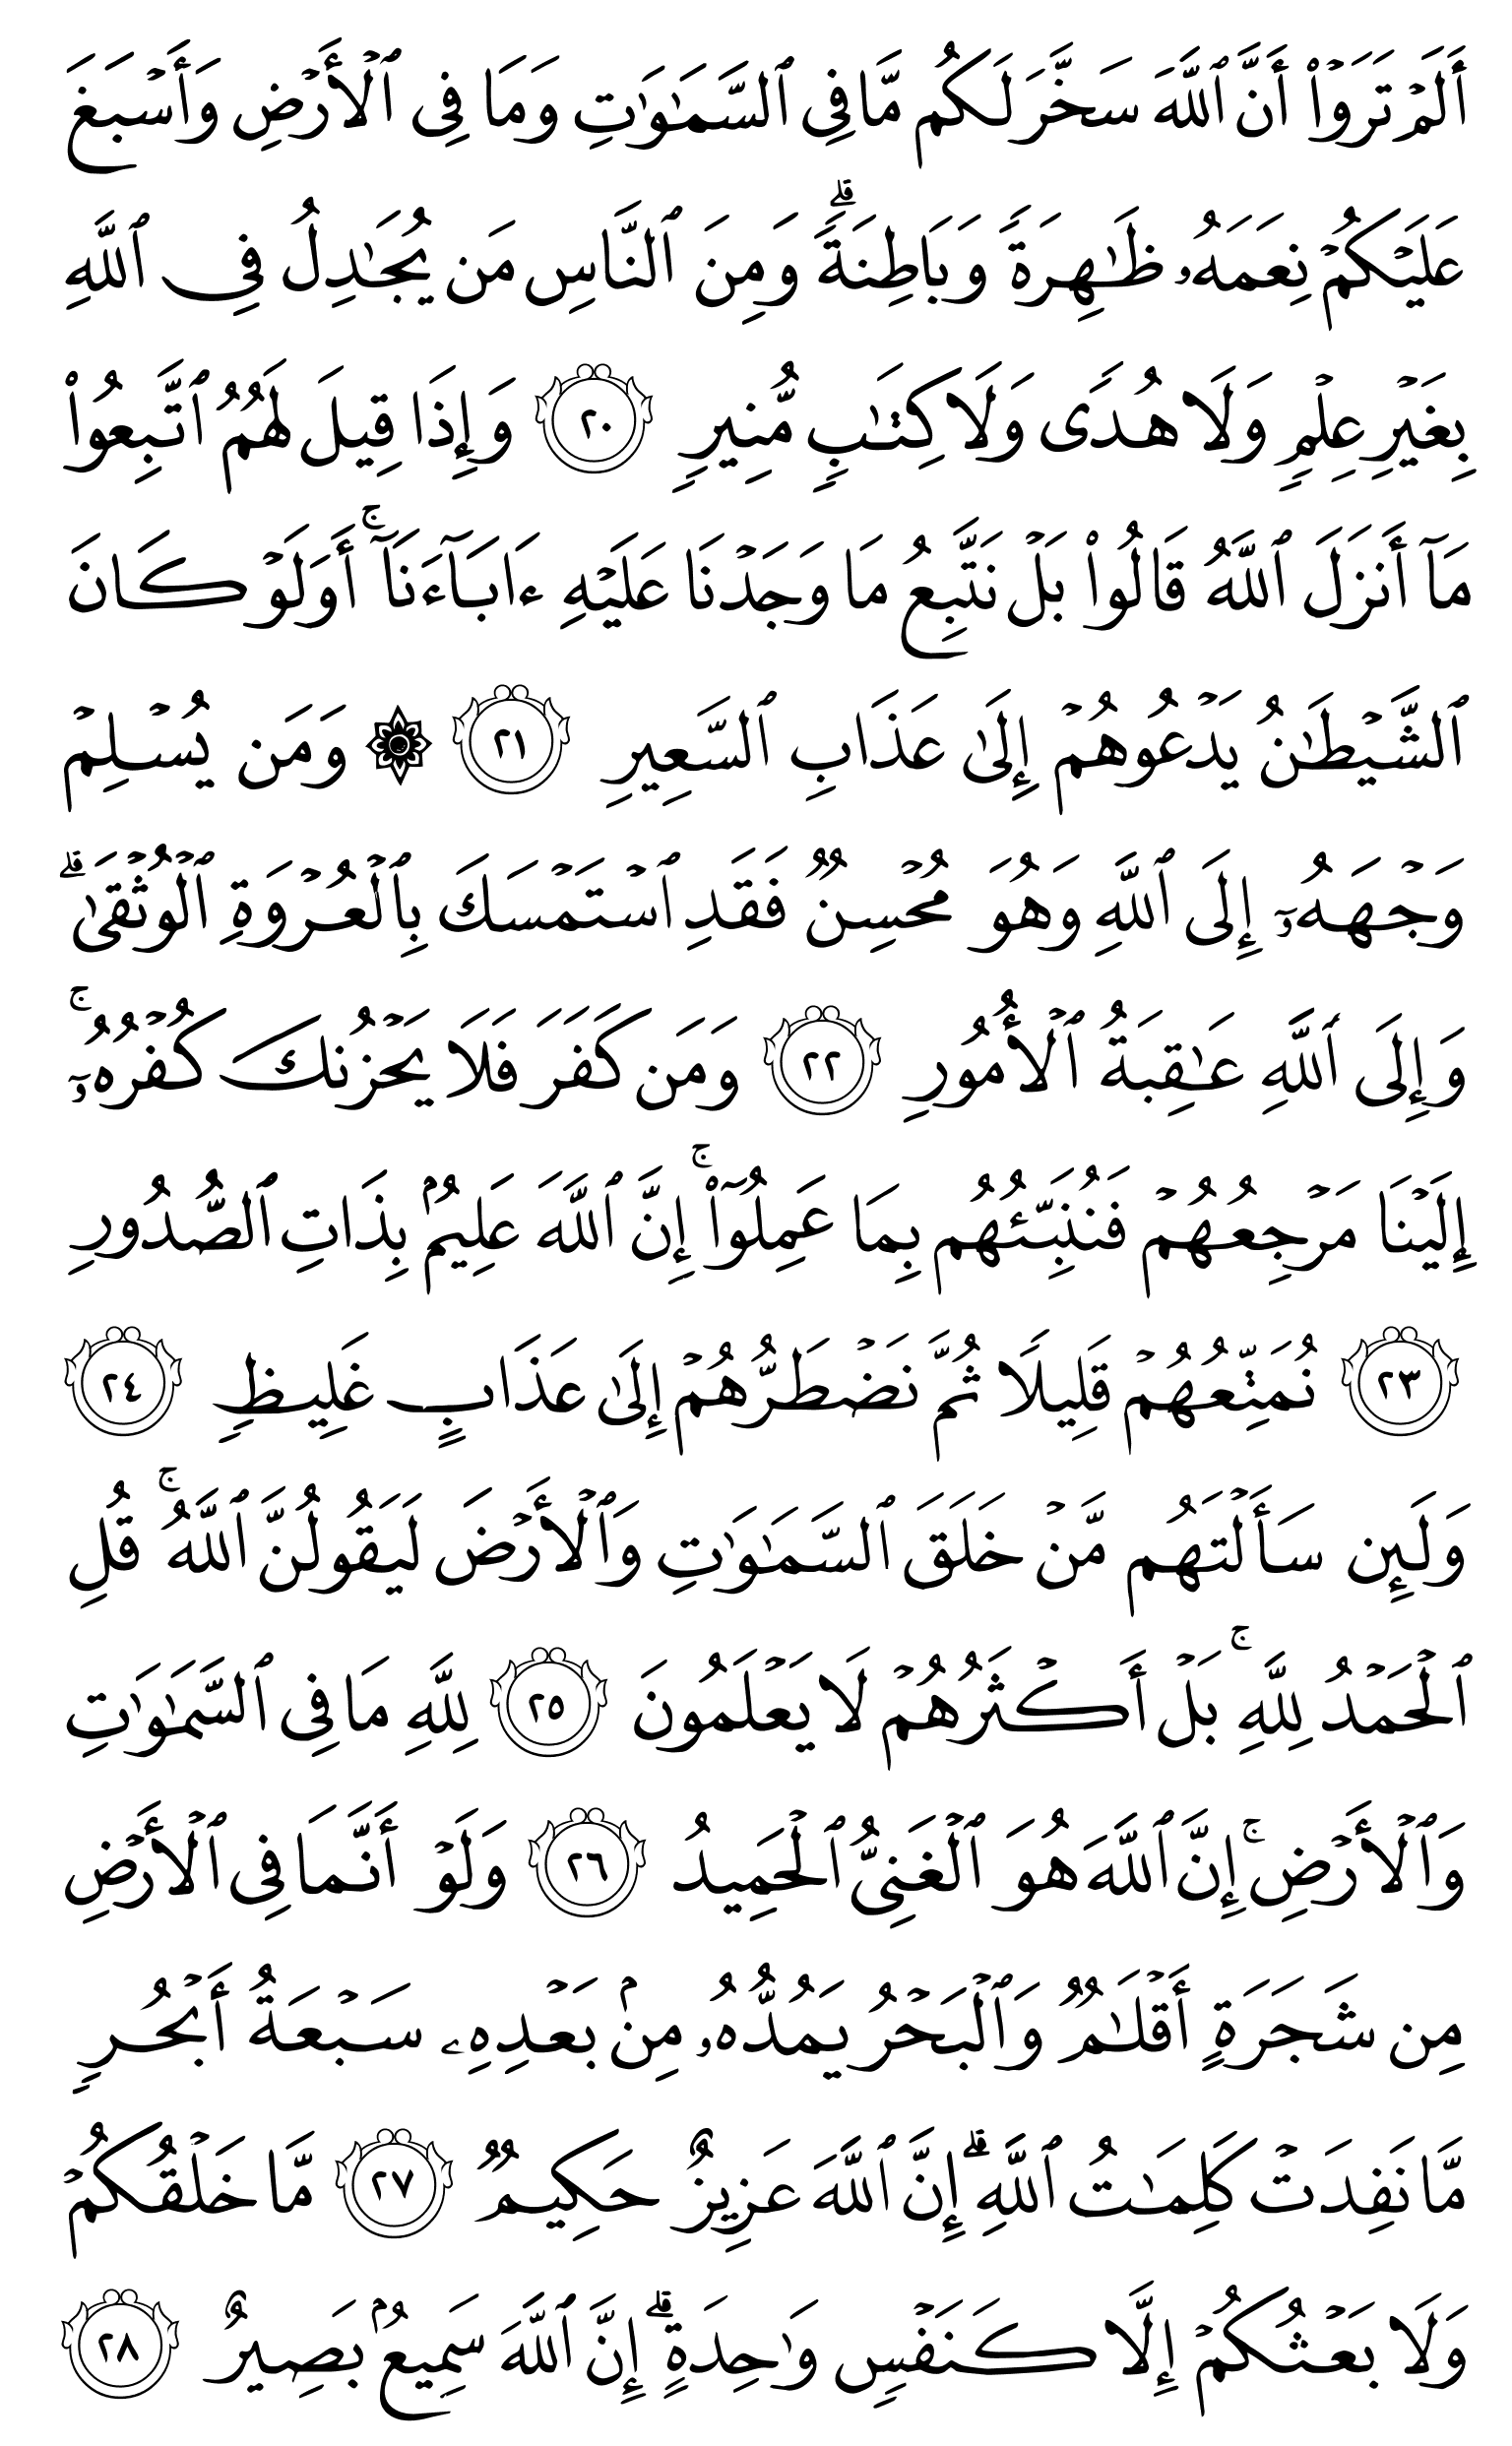 أَلَمْ تَرَوْا۟ أَنَّ ٱللَّهَ سَخَّرَ لَكُم مَّا فِى ٱلسَّمَـٰوَٰتِ وَمَا فِى ٱلْأَرْضِ وَأَسْبَغَ
عَلَيْكُمْ نِعَمَهُۥ ظَـٰهِرَةً وَبَاطِنَةً ۗ وَمِنَ ٱلنَّاسِ مَن يُجَـٰدِلُ فِى ٱللَّهِ
بِغَيْرِ عِلْمٍ وَلَا هُدًى وَلَا كِتَـٰبٍ مُّنِيرٍ ٢٠ وَإِذَا قِيلَ لَهُمُ ٱتَّبِعُوا۟
مَآ أَنزَلَ ٱللَّهُ قَالُوا۟ بَلْ نَتَّبِعُ مَا وَجَدْنَا عَلَيْهِ ءَابَآءَنَآ ۚ أَوَلَوْ كَانَ
ٱلشَّيْطَـٰنُ يَدْعُوهُمْ إِلَىٰ عَذَابِ ٱلسَّعِيرِ ٢١ ۞ وَمَن يُسْلِمْ
وَجْهَهُۥٓ إِلَى ٱللَّهِ وَهُوَ مُحْسِنٌ فَقَدِ ٱسْتَمْسَكَ بِٱلْعُرْوَةِ ٱلْوُثْقَىٰ ۗ
وَإِلَى ٱللَّهِ عَـٰقِبَةُ ٱلْأُمُورِ ٢٢ وَمَن كَفَرَ فَلَا يَحْزُنكَ كُفْرُهُۥٓ ۚ
إِلَيْنَا مَرْجِعُهُمْ فَنُنَبِّئُهُم بِمَا عَمِلُوٓا۟ ۚ إِنَّ ٱللَّهَ عَلِيمٌۢ بِذَاتِ ٱلصُّدُورِ
٢٣ نُمَتِّعُهُمْ قَلِيلًا ثُمَّ نَضْطَرُّهُمْ إِلَىٰ عَذَابٍ غَلِيظٍ ٢٤
وَلَئِن سَأَلْتَهُم مَّنْ خَلَقَ ٱلسَّمَـٰوَٰتِ وَٱلْأَرْضَ لَيَقُولُنَّ ٱللَّهُ ۚ قُلِ
ٱلْحَمْدُ لِلَّهِ ۚ بَلْ أَكْثَرُهُمْ لَا يَعْلَمُونَ ٢٥ لِلَّهِ مَا فِى ٱلسَّمَـٰوَٰتِ
وَٱلْأَرْضِ ۚ إِنَّ ٱللَّهَ هُوَ ٱلْغَنِىُّ ٱلْحَمِيدُ ٢٦ وَلَوْ أَنَّمَا فِى ٱلْأَرْضِ
مِن شَجَرَةٍ أَقْلَـٰمٌ وَٱلْبَحْرُ يَمُدُّهُۥ مِنۢ بَعْدِهِۦ سَبْعَةُ أَبْحُرٍ
مَّا نَفِدَتْ كَلِمَـٰتُ ٱللَّهِ ۗ إِنَّ ٱللَّهَ عَزِيزٌ حَكِيمٌ ٢٧ مَّا خَلْقُكُمْ
وَلَا بَعْثُكُمْ إِلَّا كَنَفْسٍ وَٰحِدَةٍ ۗ إِنَّ ٱللَّهَ سَمِيعٌۢ بَصِيرٌ ٢٨